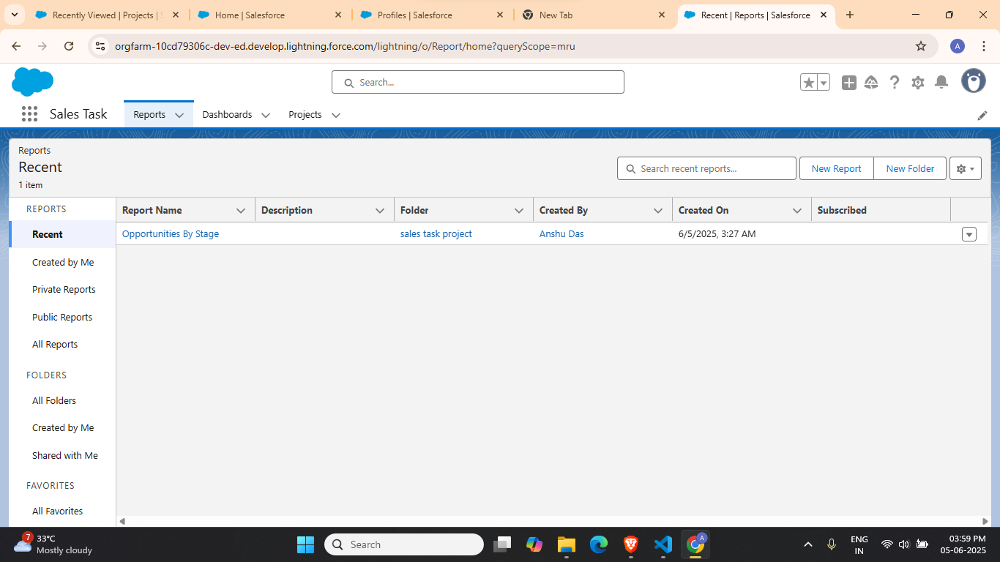 Recently Viewed | Projects | S
Home | Salesforce
Profiles | Salesforce
New Tab
Recent | Reports | Salesforce
orgfarm-10cd79306c-dev-ed.develop.lightning.force.com/lightning/o/Report/home?queryScope=mru
A
Search...
Sales Task
Reports
Dashboards
Projects
Reports
Recent
1 item
Search recent reports...
New Report
New Folder
REPORTS
Recent
Created by Me
Private Reports
Public Reports
All Reports
FOLDERS
All Folders
Created by Me
Shared with Me
FAVORITES
All Favorites
Report Name Description Folder Created By Created On Subscribed
Opportunities By Stage sales task project Anshu Das 6/5/2025, 3:27 AM
7
33°C
Mostly cloudy
Search
A
ENG
IN
03:59 PM
05-06-2025